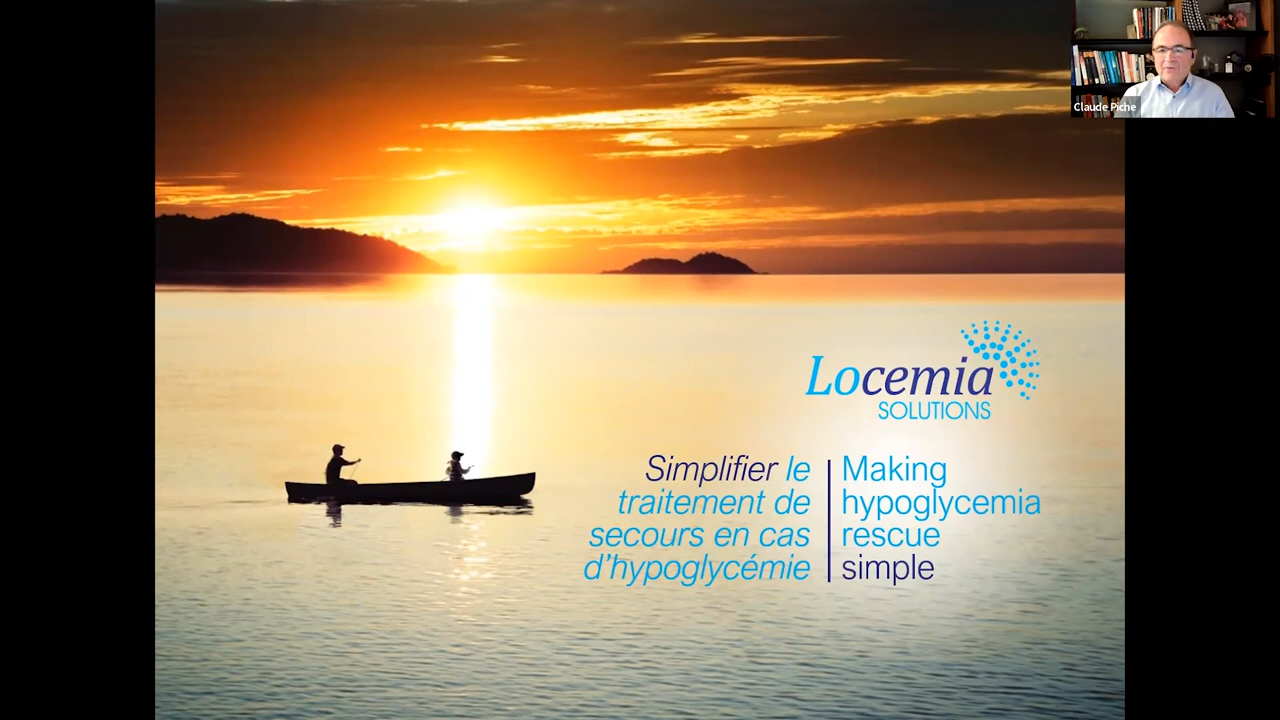 Claude Piche
Locemia
SOLUTIONS
Simplifier le
traitement de
secours en cas
d'hypoglycémie
Making
hypoglycemia
rescue
simple